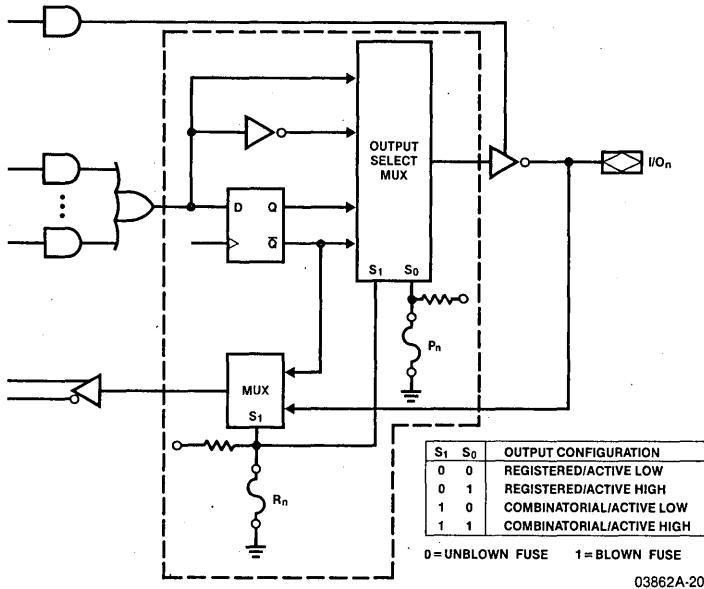 OUTPUT
SELECT
MUX
I/On
D Q
Q̅
S1 S0
Pn
MUX
S1
Rn
S1 S0 OUTPUT CONFIGURATION
0 0 REGISTERED/ACTIVE LOW
0 1 REGISTERED/ACTIVE HIGH
1 0 COMBINATORIAL/ACTIVE LOW
1 1 COMBINATORIAL/ACTIVE HIGH
0 = UNBLOWN FUSE 1 = BLOWN FUSE
03862A-20